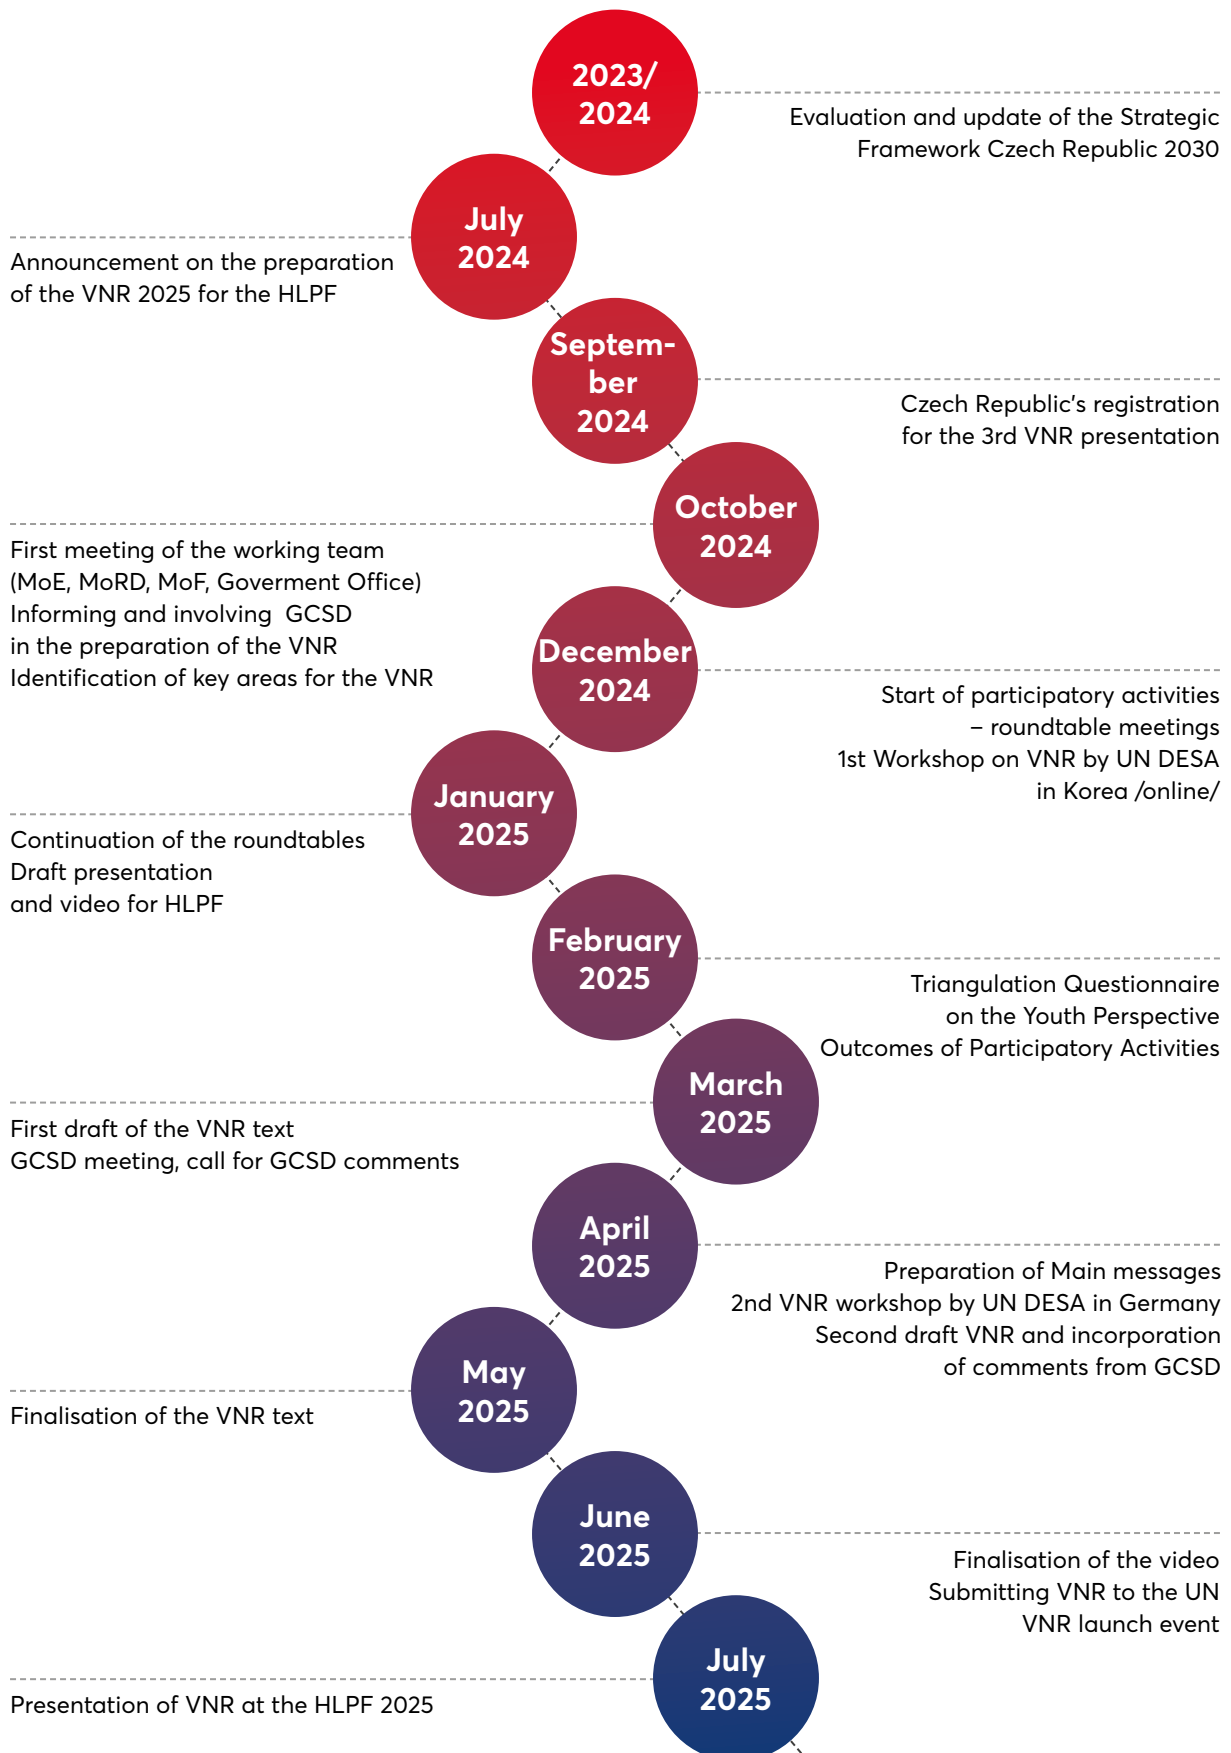 2023/
2024
Evaluation and update of the Strategic
Framework Czech Republic 2030
July
2024
Announcement on the preparation
of the VNR 2025 for the HLPF
Septem-
ber
2024
Czech Republic's registration
for the 3rd VNR presentation
October
2024
First meeting of the working team
(MoE, MoRD, MoF, Goverment Office)
Informing and involving GCSD
in the preparation of the VNR
Identification of key areas for the VNR
December
2024
Start of participatory activities
– roundtable meetings
1st Workshop on VNR by UN DESA
in Korea /online/
January
2025
Continuation of the roundtables
Draft presentation
and video for HLPF
February
2025
Triangulation Questionnaire
on the Youth Perspective
Outcomes of Participatory Activities
March
2025
First draft of the VNR text
GCSD meeting, call for GCSD comments
April
2025
Preparation of Main messages
2nd VNR workshop by UN DESA in Germany
Second draft VNR and incorporation
of comments from GCSD
May
2025
Finalisation of the VNR text
June
2025
Finalisation of the video
Submitting VNR to the UN
VNR launch event
July
2025
Presentation of VNR at the HLPF 2025